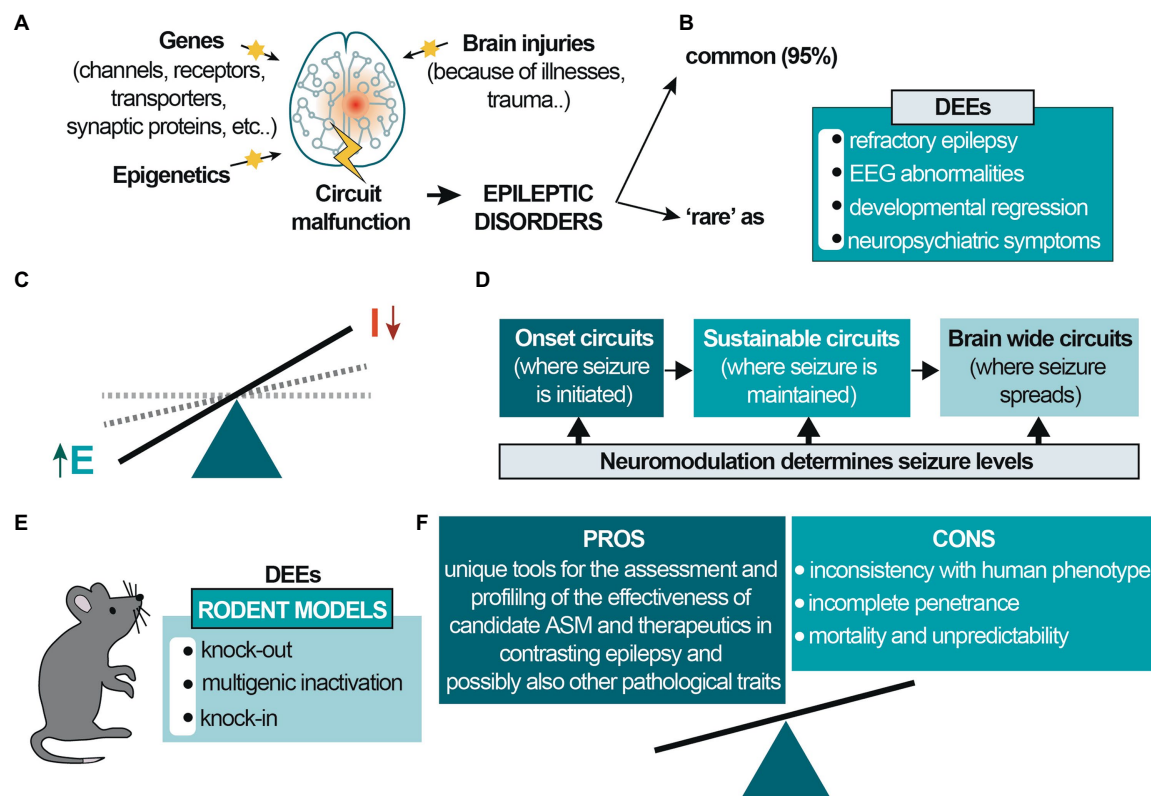 A
Genes
(channels, receptors,
transporters,
synaptic proteins, etc..)
Epigenetics
Brain injuries
(because of illnesses,
trauma..)
Circuit
malfunction
EPILEPTIC
DISORDERS
B
common (95%)
'rare' as
DEEs
• refractory epilepsy
• EEG abnormalities
• developmental regression
• neuropsychiatric symptoms
C
I↓
↑E
D
Onset circuits
(where seizure
is initiated)
Sustainable circuits
(where seizure is
maintained)
Brain wide circuits
(where seizure
spreads)
Neuromodulation determines seizure levels
E
DEEs
RODENT MODELS
• knock-out
• multigenic inactivation
• knock-in
F
PROS
unique tools for the assessment and
profililng of the effectiveness of
candidate ASM and therapeutics in
contrasting epilepsy and
possibly also other pathological traits
CONS
• inconsistency with human phenotype
• incomplete penetrance
• mortality and unpredictability